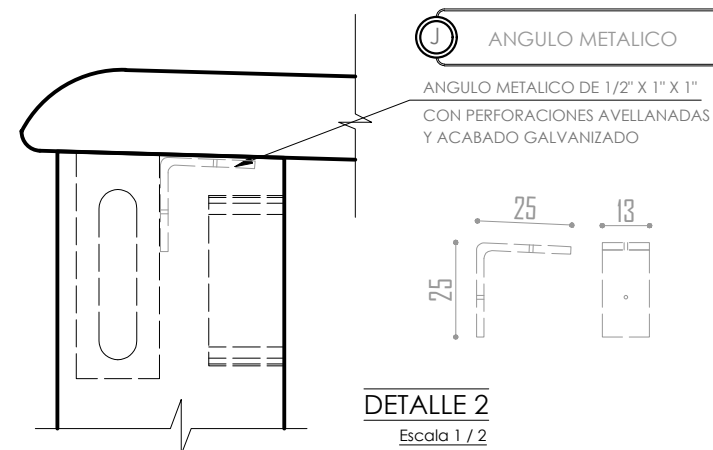 J
ANGULO METALICO
ANGULO METALICO DE 1/2" X 1" X 1"
CON PERFORACIONES AVELLANADAS
Y ACABADO GALVANIZADO
25
13
25
DETALLE 2
Escala 1 / 2